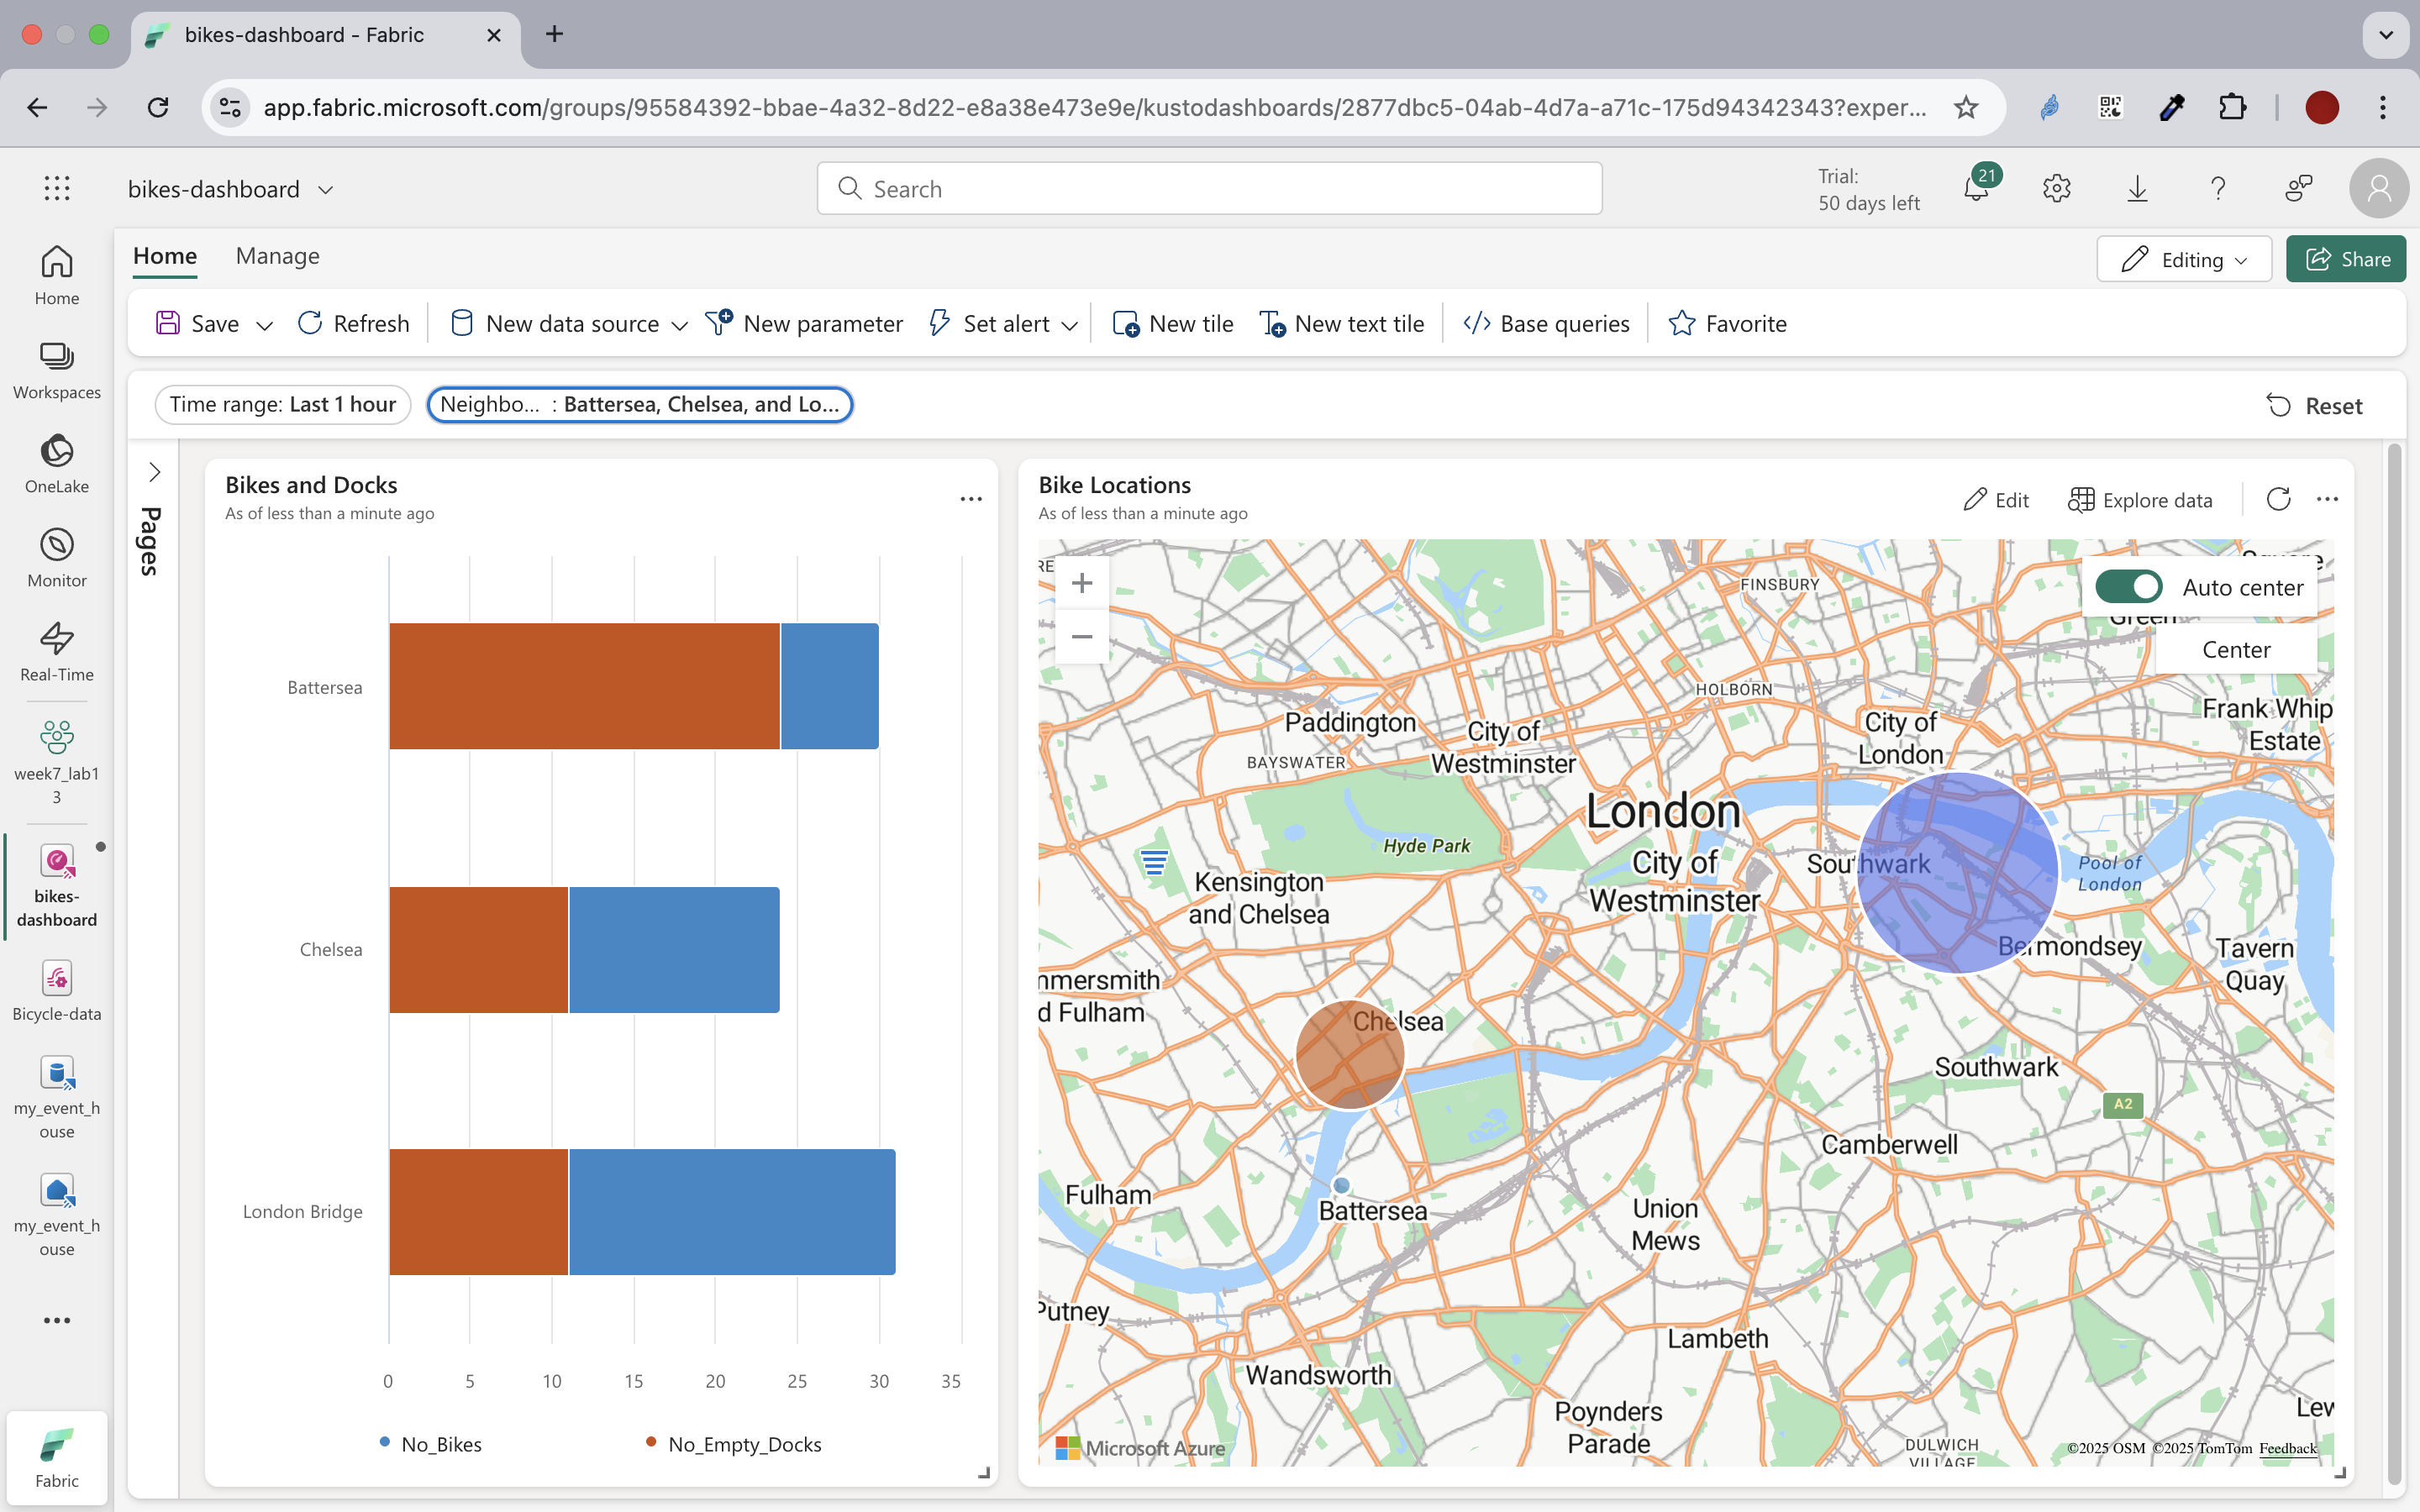 bikes-dashboard - Fabric
app.fabric.microsoft.com/groups/95584392-bbae-4a32-8d22-e8a38e473e9e/kustodashboards/2877dbc5-04ab-4d7a-a71c-175d94342343?exper...
bikes-dashboard
Search
Trial:
50 days left
21
Home
Manage
Editing
Share
Save
Refresh
New data source
New parameter
Set alert
New tile
New text tile
Base queries
Favorite
Time range: Last 1 hour
Neighbo... : Battersea, Chelsea, and Lo...
Reset
Home
Workspaces
OneLake
Monitor
Real-Time
week7_lab1
3
bikes-
dashboard
Bicycle-data
my_event_h
ouse
my_event_h
ouse
Fabric
Pages
Bikes and Docks
As of less than a minute ago
Battersea
Chelsea
London Bridge
0 5 10 15 20 25 30 35
No_Bikes
No_Empty_Docks
Bike Locations
As of less than a minute ago
Edit
Explore data
Auto center
Center
RE
FINSBURY
Square
Green
HOLBORN
Paddington
City of
Westminster
City of
London
Frank Whip
Estate
BAYSWATER
London
Hyde Park
City of
Westminster
Southwark
Pool of
London
Kensington
and Chelsea
Bermondsey
Tavern
Quay
mmersmith
d Fulham
Chelsea
Southwark
A2
Camberwell
Fulham
Battersea
Union
Mews
Putney
Lambeth
Wandsworth
Poynders
Parade
Lew
DULWICH
VILLAGE
Microsoft Azure
©2025 OSM ©2025 TomTom Feedback